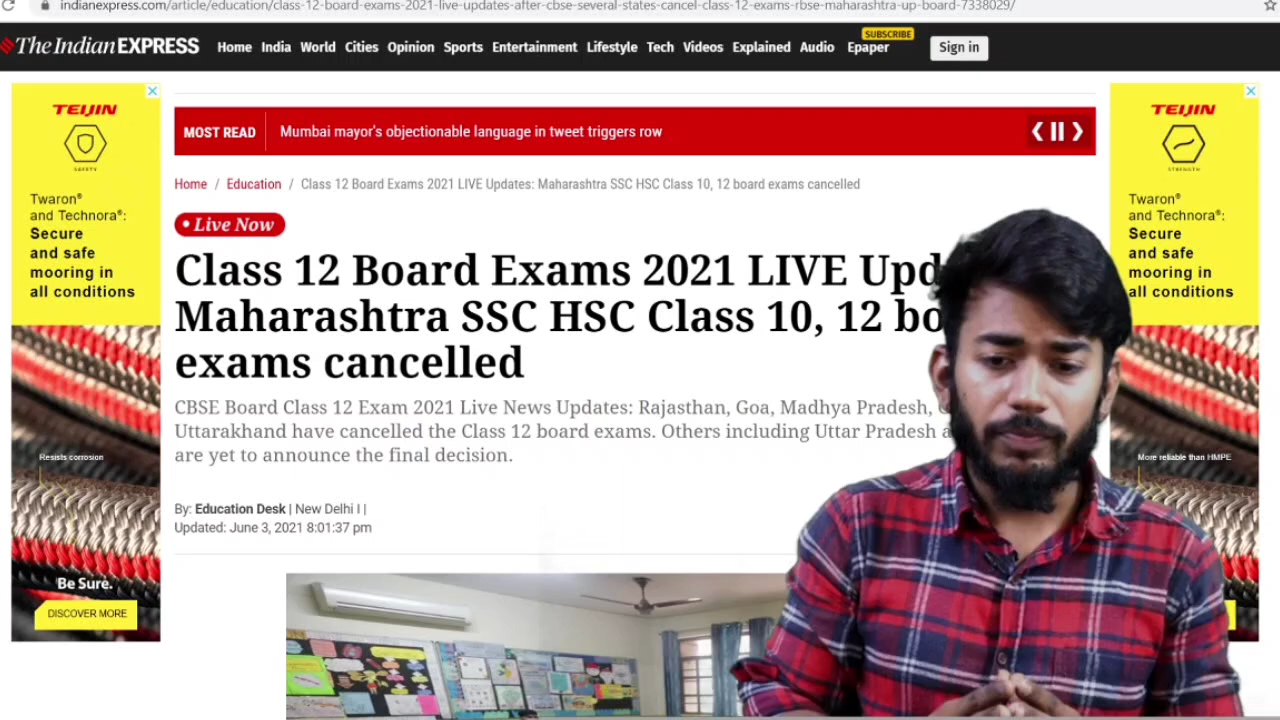 indianexpress.com/article/education/class-12-board-exams-2021-live-updates-after-cbse-several-states-cancel-class-12-exams-rbse-maharashtra-up-board-7338029/
The Indian EXPRESS Home India World Cities Opinion Sports Entertainment Lifestyle Tech Videos Explained Audio Epaper SUBSCRIBE Sign in
MOST READ Mumbai mayor's objectionable language in tweet triggers row
Home / Education / Class 12 Board Exams 2021 LIVE Updates: Maharashtra SSC HSC Class 10, 12 board exams cancelled
• Live Now
Class 12 Board Exams 2021 LIVE Upd
Maharashtra SSC HSC Class 10, 12 bo
exams cancelled
CBSE Board Class 12 Exam 2021 Live News Updates: Rajasthan, Goa, Madhya Pradesh,
Uttarakhand have cancelled the Class 12 board exams. Others including Uttar Pradesh a
are yet to announce the final decision.
By: Education Desk | New Delhi I |
Updated: June 3, 2021 8:01:37 pm
TEIJIN
SAFETY
Twaron®
and Technora®:
Secure
and safe
mooring in
all conditions
Resists corrosion
Be Sure.
DISCOVER MORE
TEIJIN
STRENGTH
Twaron®
and Technora®:
Secure
and safe
mooring in
all conditions
More reliable than HMPE